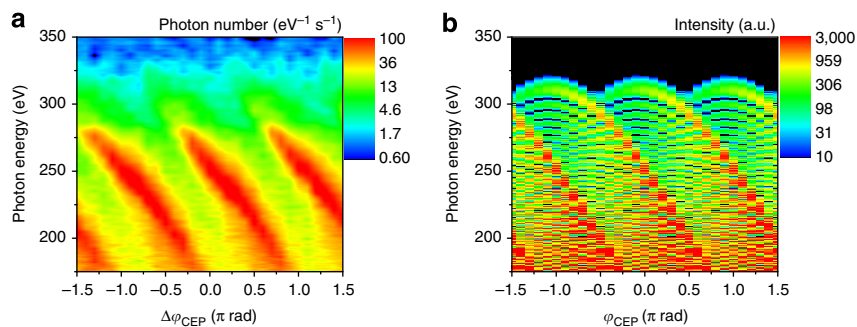 a
Photon number (eV⁻¹ s⁻¹)
350
300
250
200
Photon energy (eV)
–1.5 –1.0 –0.5 0.0 0.5 1.0 1.5
ΔφCEP (π rad)
100
36
13
4.6
1.7
0.60
b
Intensity (a.u.)
350
300
250
200
Photon energy (eV)
–1.5 –1.0 –0.5 0.0 0.5 1.0 1.5
φCEP (π rad)
3,000
959
306
98
31
10